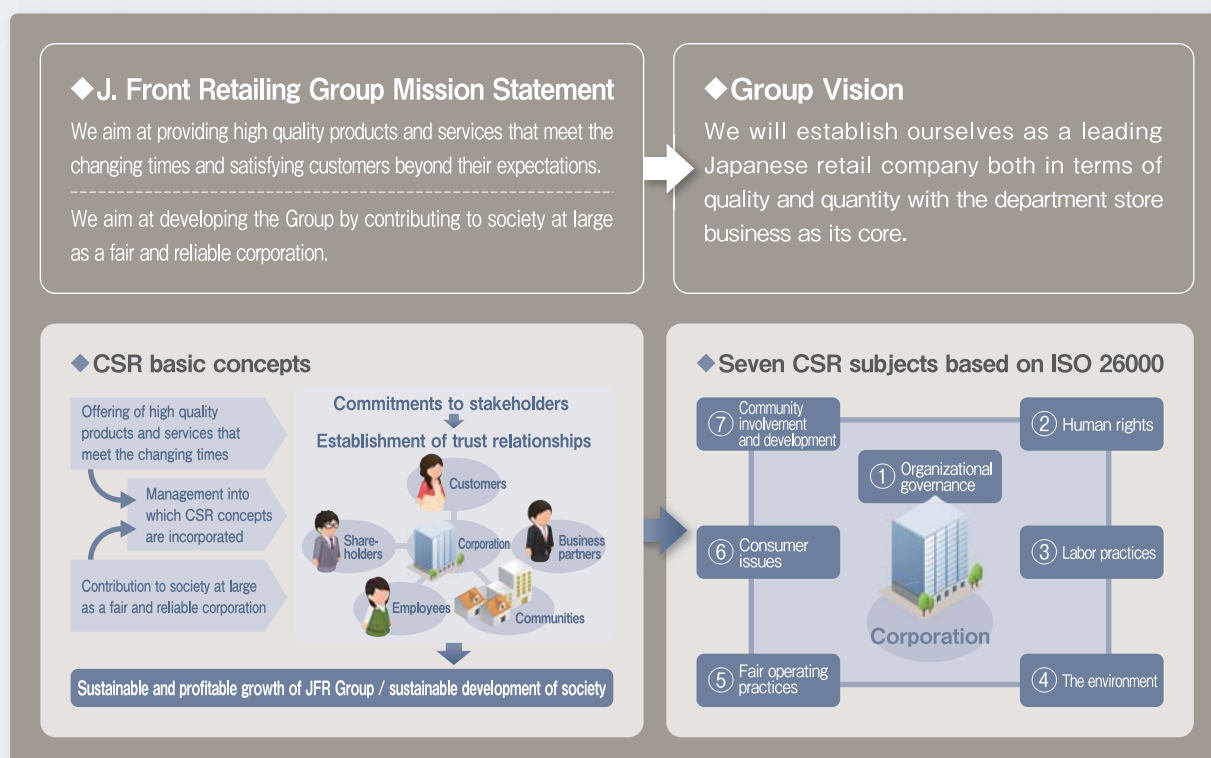 ◆J. Front Retailing Group Mission Statement
We aim at providing high quality products and services that meet the
changing times and satisfying customers beyond their expectations.
We aim at developing the Group by contributing to society at large
as a fair and reliable corporation.
◆Group Vision
We will establish ourselves as a leading
Japanese retail company both in terms of
quality and quantity with the department store
business as its core.
◆CSR basic concepts
Offering of high quality
products and services that
meet the changing times
Management into
which CSR concepts
are incorporated
Contribution to society at large
as a fair and reliable corporation
Commitments to stakeholders
Establishment of trust relationships
Customers
Share-
holders
Corporation
Business
partners
Employees
Communities
Sustainable and profitable growth of JFR Group / sustainable development of society
◆Seven CSR subjects based on ISO 26000
⑦ Community
involvement
and development
② Human rights
① Organizational
governance
⑥ Consumer
issues
③ Labor practices
Corporation
⑤ Fair operating
practices
④ The environment